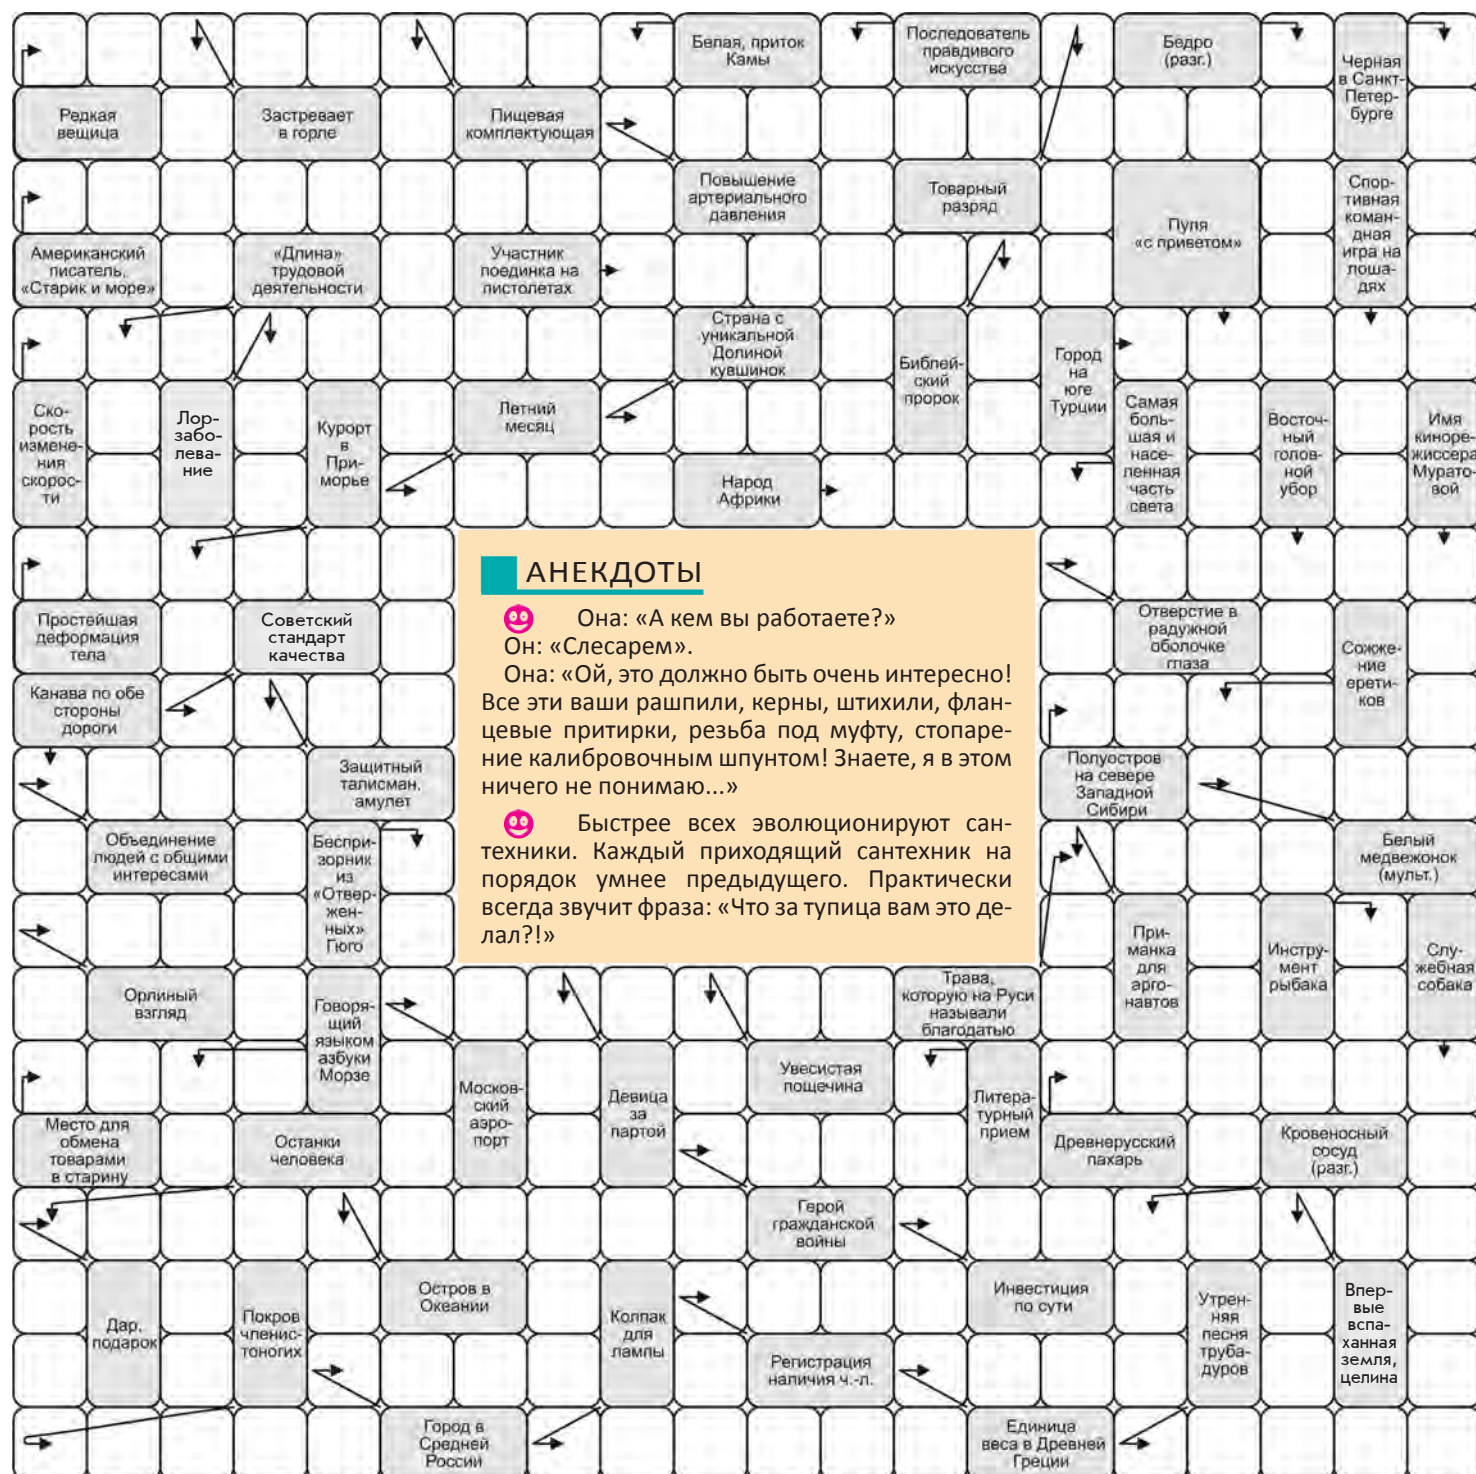 Белая, приток
Камы
Последователь
правдивого
искусства
Бедро
(разг.)
Черная
в Санкт-
Петер-
бурге
Редкая
вещица
Застревает
в горле
Пищевая
комплектующая
Повышение
артериального
давления
Товарный
разряд
Пуля
«с приветом»
Спор-
тивная
коман-
дная
игра на
лоша-
дях
Американский
писатель,
«Старик и море»
«Длина»
трудовой
деятельности
Участник
поединка на
пистолетах
Страна с
уникальной
Долиной
кувшинок
Библей-
ский
пророк
Город
на
юге
Турции
Ско-
рость
измене-
ния
скорос-
ти
Лор-
забо-
лева-
ние
Курорт
в
При-
морье
Летний
месяц
Самая
боль-
шая и
насе-
ленная
часть
света
Восточ-
ный
голов-
ной
убор
Имя
киноре-
жиссера
Мурато-
вой
Народ
Африки
АНЕКДОТЫ
Она: «А кем вы работаете?»
Он: «Слесарем».
Она: «Ой, это должно быть очень интересно!
Все эти ваши рашпили, керны, штихили, флан-
цевые притирки, резьба под муфту, стопаре-
ние калибровочным шпунтом! Знаете, я в этом
ничего не понимаю...»
Быстрее всех эволюционируют сан-
техники. Каждый приходящий сантехник на
порядок умнее предыдущего. Практически
всегда звучит фраза: «Что за тупица вам это де-
лал?!»
Простейшая
деформация
тела
Советский
стандарт
качества
Отверстие в
радужной
оболочке
глаза
Сожже-
ние
ерети-
ков
Канава по обе
стороны
дороги
Защитный
талисман,
амулет
Полуостров
на севере
Западной
Сибири
Объединение
людей с общими
интересами
Беспри-
зорник
из
«Отвер-
жен-
ных»
Гюго
Белый
медвежонок
(мульт.)
При-
манка
для
арго-
навтов
Инстру-
мент
рыбака
Слу-
жебная
собака
Орлиный
взгляд
Говоря-
щий
языком
азбуки
Морзе
Трава,
которую на Руси
называли
благодатью
Москов-
ский
аэро-
порт
Девица
за
партой
Увесистая
пощечина
Литера-
турный
прием
Место для
обмена
товарами
в старину
Останки
человека
Древнерусский
пахарь
Кровеносный
сосуд
(разг.)
Герой
гражданской
войны
Дар,
подарок
Покров
членис-
тоногих
Остров в
Океании
Колпак
для
лампы
Инвестиция
по сути
Утрен-
няя
песня
труба-
дуров
Впер-
вые
вспа-
ханная
земля,
целина
Регистрация
наличия ч.-л.
Город в
Средней
России
Единица
веса в Древней
Греции